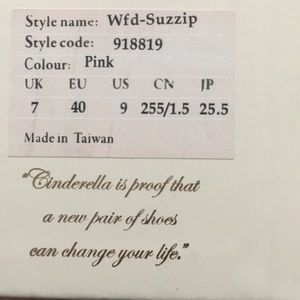 Style name: Wfd-Suzzip
Style code: 918819
Colour: Pink
UK EU US CN JP
7 40 9 255/1.5 25.5
Made in Taiwan
"Cinderella is proof that
a new pair of shoes
can change your life."